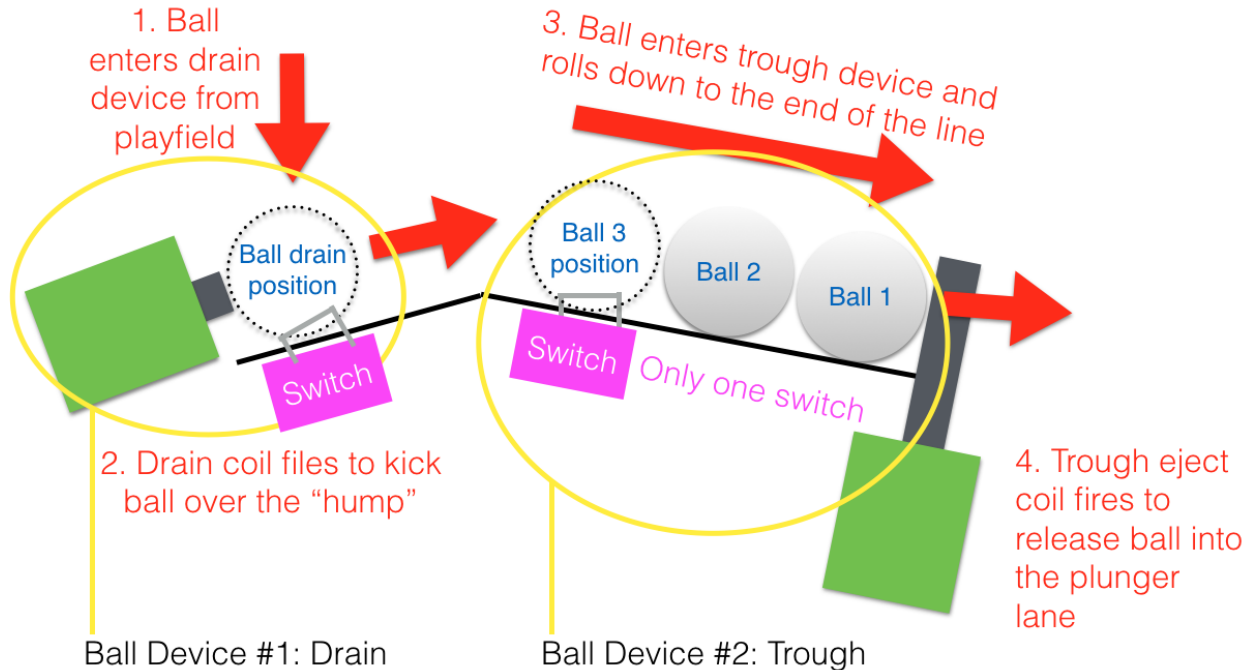 1. Ball
enters drain
device from
playfield
3. Ball enters trough device and
rolls down to the end of the line
Ball drain
position
Ball 3
position
Ball 2
Ball 1
Switch
Switch
Only one switch
2. Drain coil files to kick
ball over the “hump”
4. Trough eject
coil fires to
release ball into
the plunger
lane
Ball Device #1: Drain
Ball Device #2: Trough